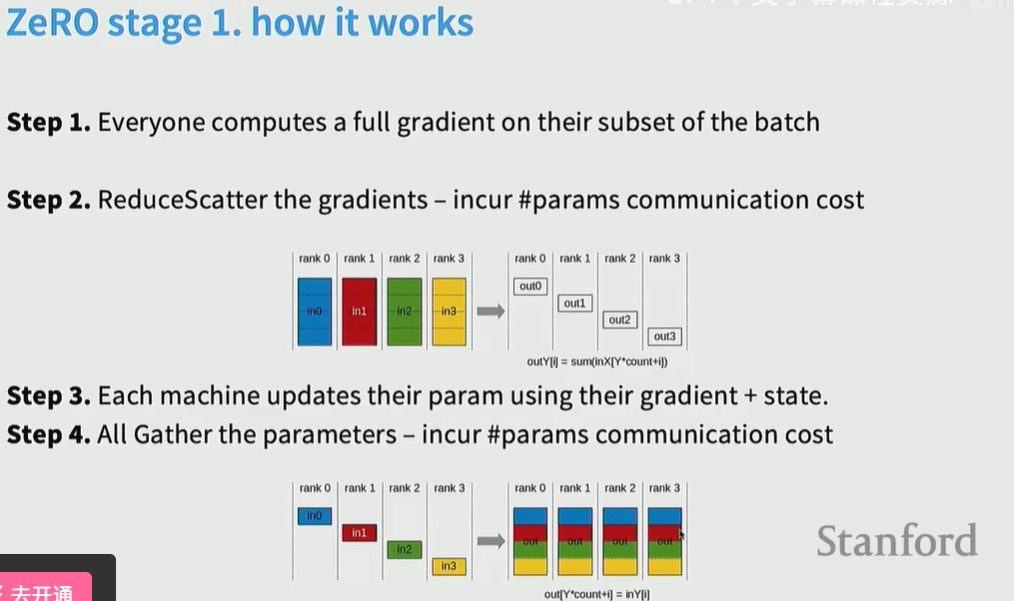 ZeRO stage 1. how it works
Step 1. Everyone computes a full gradient on their subset of the batch
Step 2. ReduceScatter the gradients – incur #params communication cost
rank 0 rank 1 rank 2 rank 3 rank 0 rank 1 rank 2 rank 3
in0 in1 in2 in3
out0
out1
out2
out3
outY[i] = sum(inX[Y*count+i])
Step 3. Each machine updates their param using their gradient + state.
Step 4. All Gather the parameters – incur #params communication cost
rank 0 rank 1 rank 2 rank 3 rank 0 rank 1 rank 2 rank 3
in0
in1
in2
in3
out out out out
out[Y*count+i] = inY[i]
Stanford
去开通